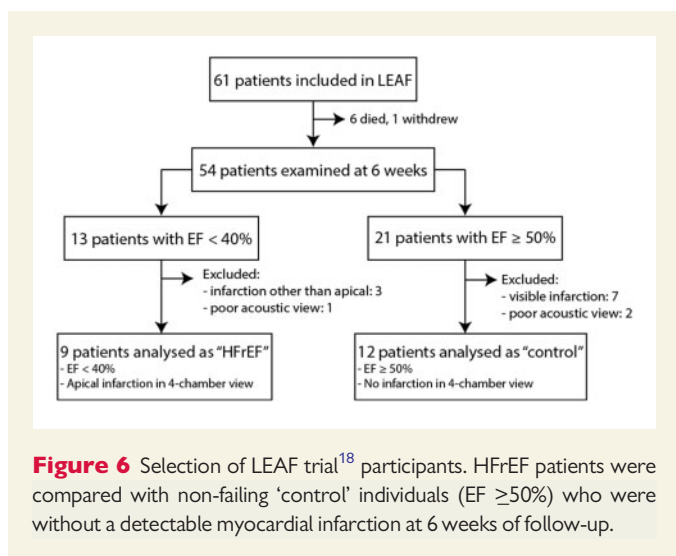 61 patients included in LEAF
6 died, 1 withdrew
54 patients examined at 6 weeks
13 patients with EF < 40%
21 patients with EF ≥ 50%
Excluded:
- infarction other than apical: 3
- poor acoustic view: 1
Excluded:
- visible infarction: 7
- poor acoustic view: 2
9 patients analysed as "HFrEF"
- EF < 40%
- Apical infarction in 4-chamber view
12 patients analysed as "control"
- EF ≥ 50%
- No infarction in 4-chamber view
Figure 6 Selection of LEAF trial18 participants. HFrEF patients were
compared with non-failing ‘control’ individuals (EF ≥50%) who were
without a detectable myocardial infarction at 6 weeks of follow-up.